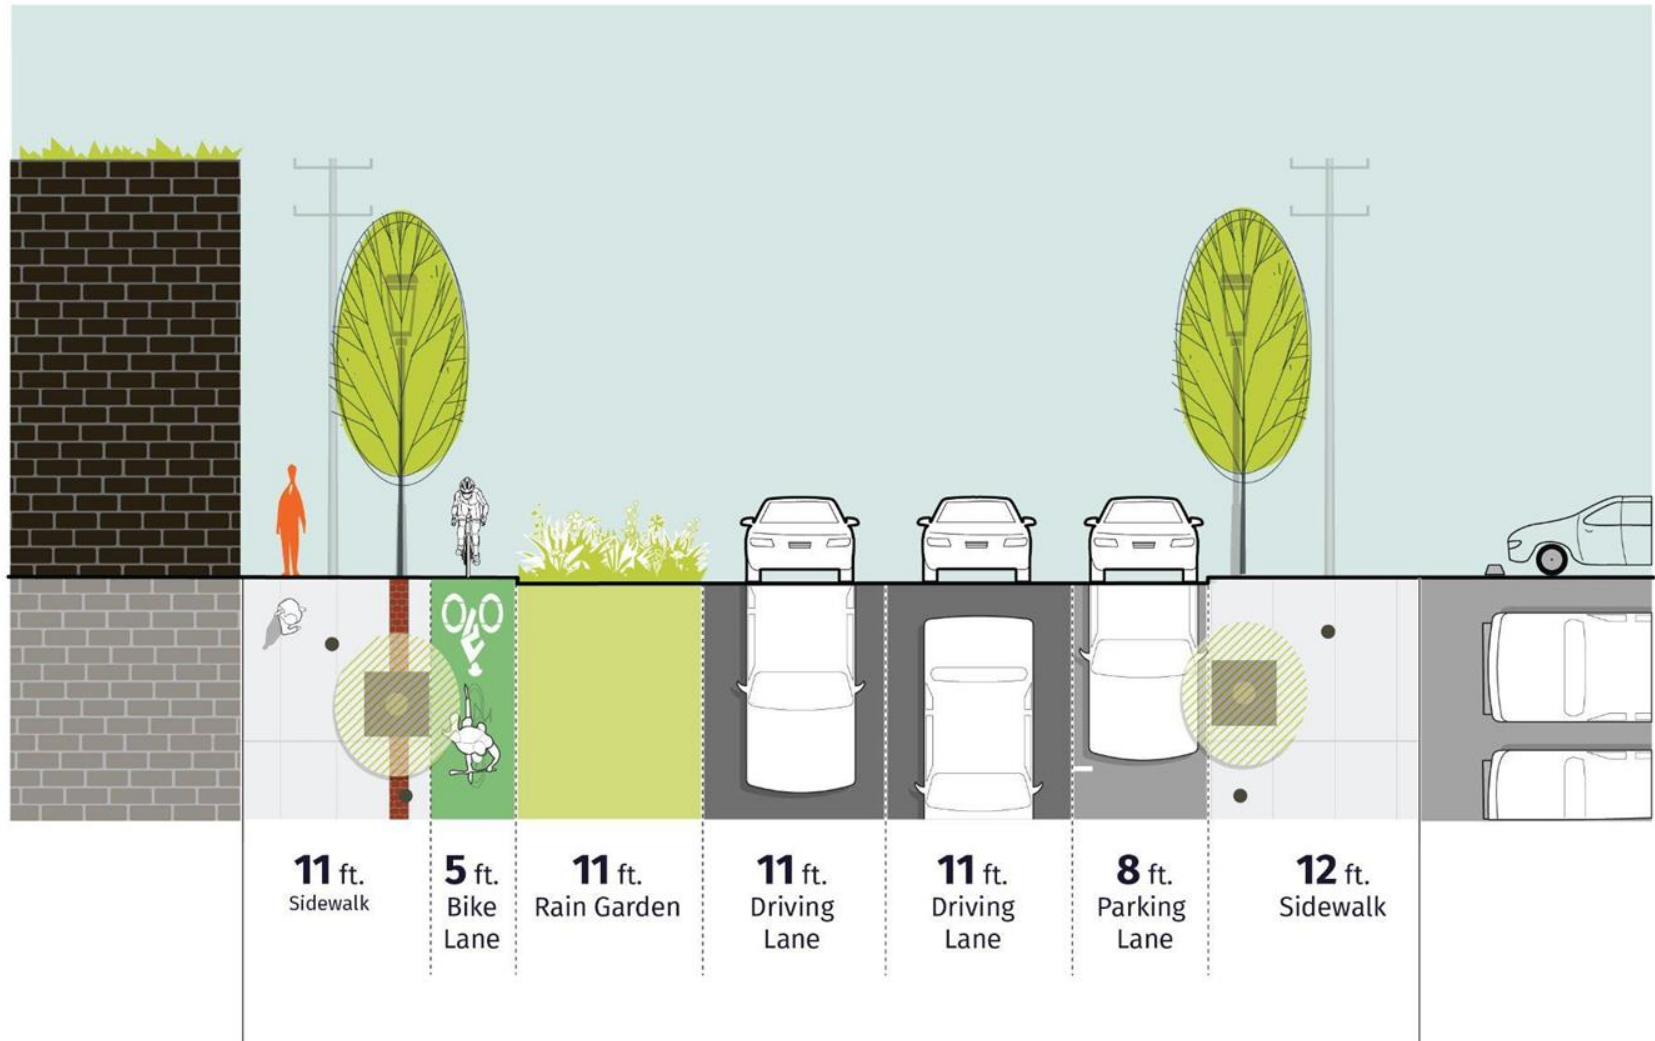 11 ft.
Sidewalk
5 ft.
Bike
Lane
11 ft.
Rain Garden
11 ft.
Driving
Lane
11 ft.
Driving
Lane
8 ft.
Parking
Lane
12 ft.
Sidewalk